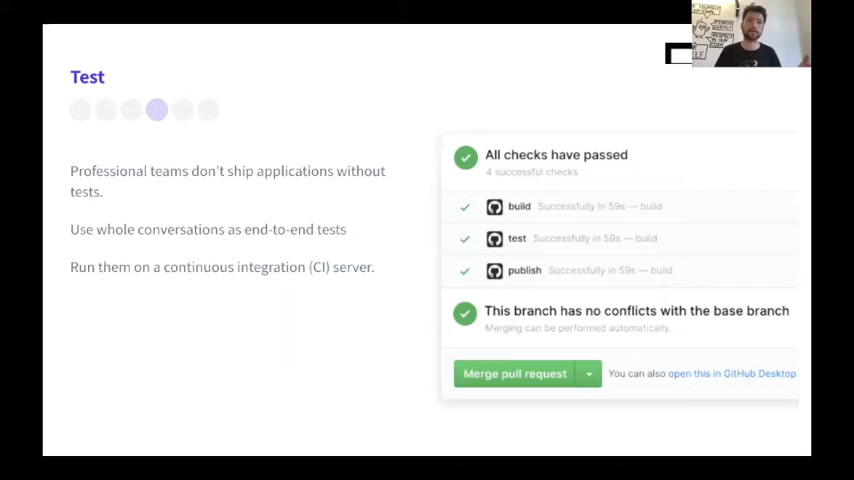 Test
Professional teams don't ship applications without
tests.
Use whole conversations as end-to-end tests
Run them on a continuous integration (CI) server.
All checks have passed
4 successful checks
build Successfully in 59s — build
test Successfully in 59s — build
publish Successfully in 59s — build
This branch has no conflicts with the base branch
Merging can be performed automatically.
Merge pull request
You can also open this in GitHub Desktop